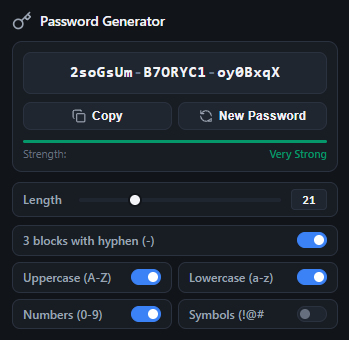 Password Generator
2soGsUm-B7ORYC1-oy0BxqX
Copy
New Password
Strength:
Very Strong
Length
21
3 blocks with hyphen (-)
Uppercase (A-Z)
Lowercase (a-z)
Numbers (0-9)
Symbols (!@#